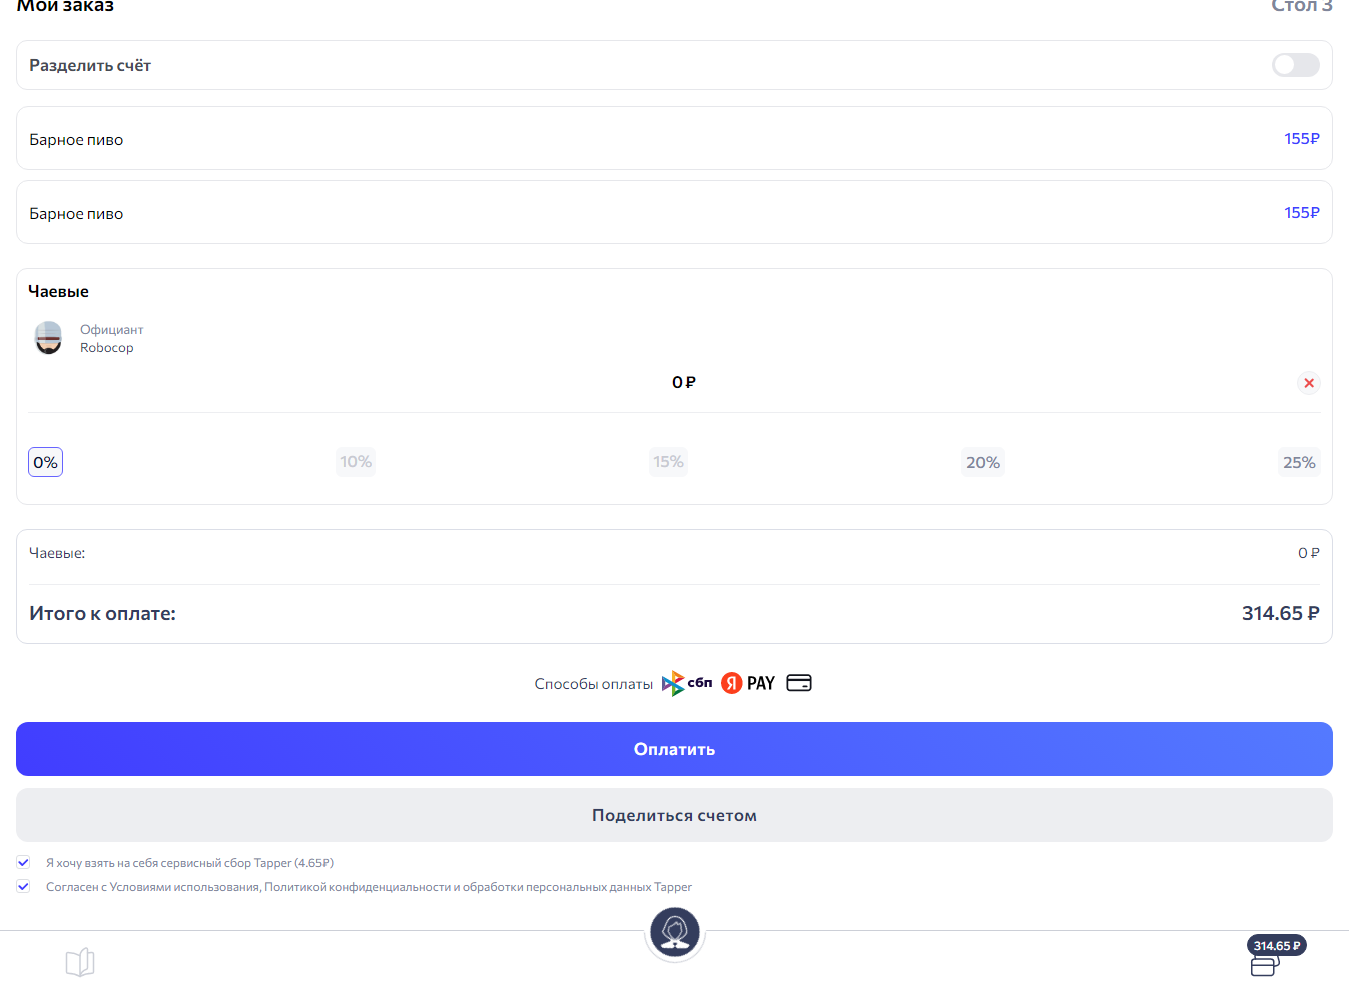 Мой заказ
Стол 3
Разделить счёт
Барное пиво
155₽
Барное пиво
155₽
Чаевые
Официант
Robocop
0 ₽
0%
10%
15%
20%
25%
Чаевые:
0 ₽
Итого к оплате:
314.65 ₽
Способы оплаты
сбп
Я PAY
Оплатить
Поделиться счетом
Я хочу взять на себя сервисный сбор Tapper (4.65₽)
Согласен с Условиями использования, Политикой конфиденциальности и обработки персональных данных Tapper
314.65 ₽